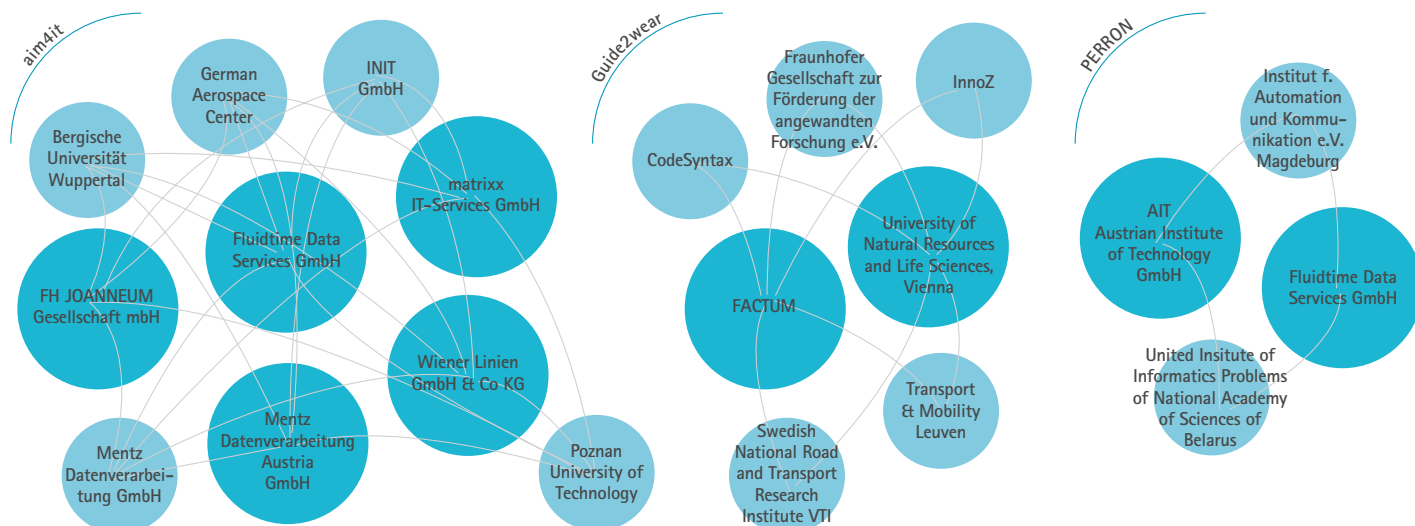 aim4it
German
Aerospace
Center
INIT
GmbH
Bergische
Universität
Wuppertal
matrixx
IT-Services GmbH
Fluidtime Data
Services GmbH
FH JOANNEUM
Gesellschaft mbH
Wiener Linien
GmbH & Co KG
Mentz
Datenverarbeitung
Austria
GmbH
Mentz
Datenverarbei-
tung GmbH
Poznan
University of
Technology
Guide2wear
Fraunhofer
Gesellschaft zur
Förderung der
angewandten
Forschung e.V.
InnoZ
CodeSyntax
University of
Natural Resources
and Life Sciences,
Vienna
FACTUM
Transport
& Mobility
Leuven
Swedish
National Road
and Transport
Research
Institute VTI
PERRON
Institut f.
Automation
und Kommu-
nikation e.V.
Magdeburg
AIT
Austrian Institute
of Technology
GmbH
Fluidtime Data
Services GmbH
United Insitute of
Informatics Problems
of National Academy
of Sciences of
Belarus